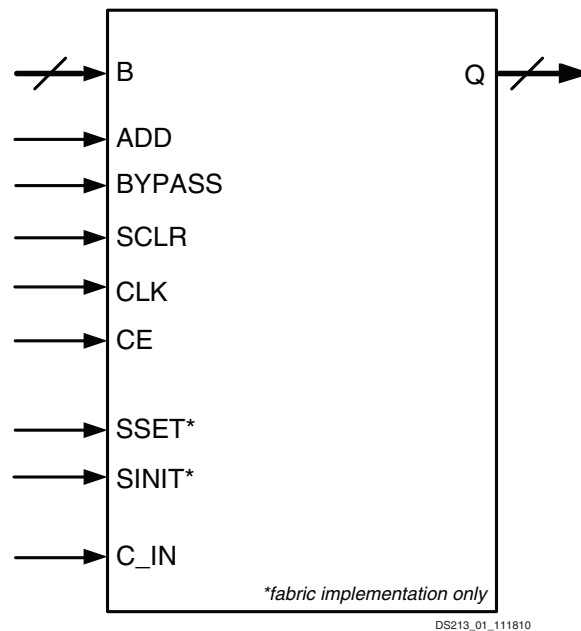 B
Q
ADD
BYPASS
SCLR
CLK
CE
SSET*
SINIT*
C_IN
*fabric implementation only
DS213_01_111810